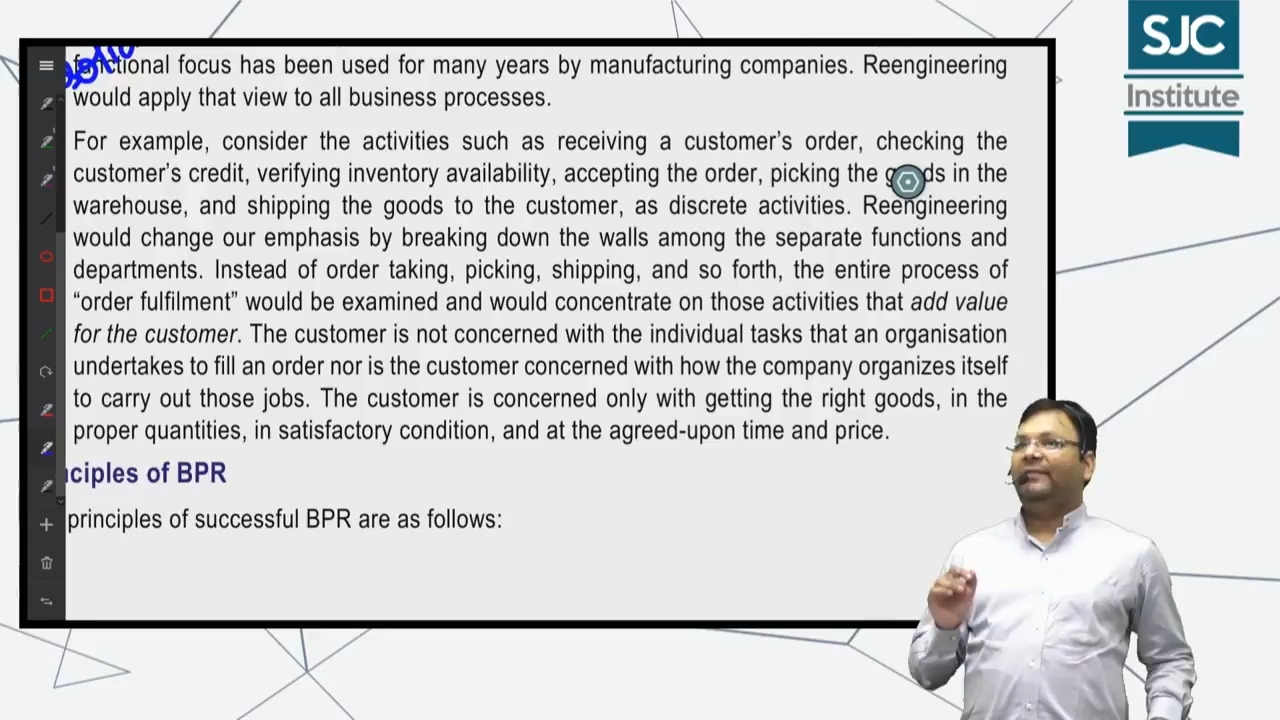 SJC
Institute
functional focus has been used for many years by manufacturing companies. Reengineering
would apply that view to all business processes.
For example, consider the activities such as receiving a customer's order, checking the
customer's credit, verifying inventory availability, accepting the order, picking the goods in the
warehouse, and shipping the goods to the customer, as discrete activities. Reengineering
would change our emphasis by breaking down the walls among the separate functions and
departments. Instead of order taking, picking, shipping, and so forth, the entire process of
“order fulfilment” would be examined and would concentrate on those activities that add value
for the customer. The customer is not concerned with the individual tasks that an organisation
undertakes to fill an order nor is the customer concerned with how the company organizes itself
to carry out those jobs. The customer is concerned only with getting the right goods, in the
proper quantities, in satisfactory condition, and at the agreed-upon time and price.
nciples of BPR
principles of successful BPR are as follows: